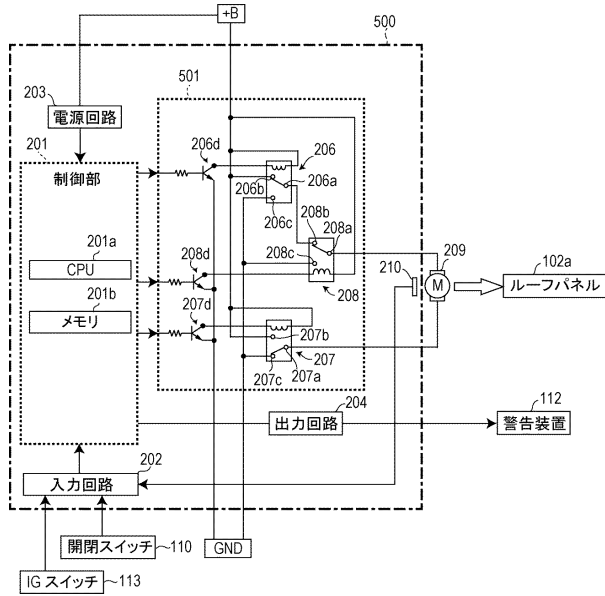 +B
500
203
電源回路
501
201
制御部
206d
206
206b
206a
206c
208b
208a
201a
CPU
208c
209
210
M
102a
ルーフパネル
201b
メモリ
208d
208
207d
207b
207
207c
207a
204
出力回路
112
警告装置
202
入力回路
開閉スイッチ
110
GND
IGスイッチ
113